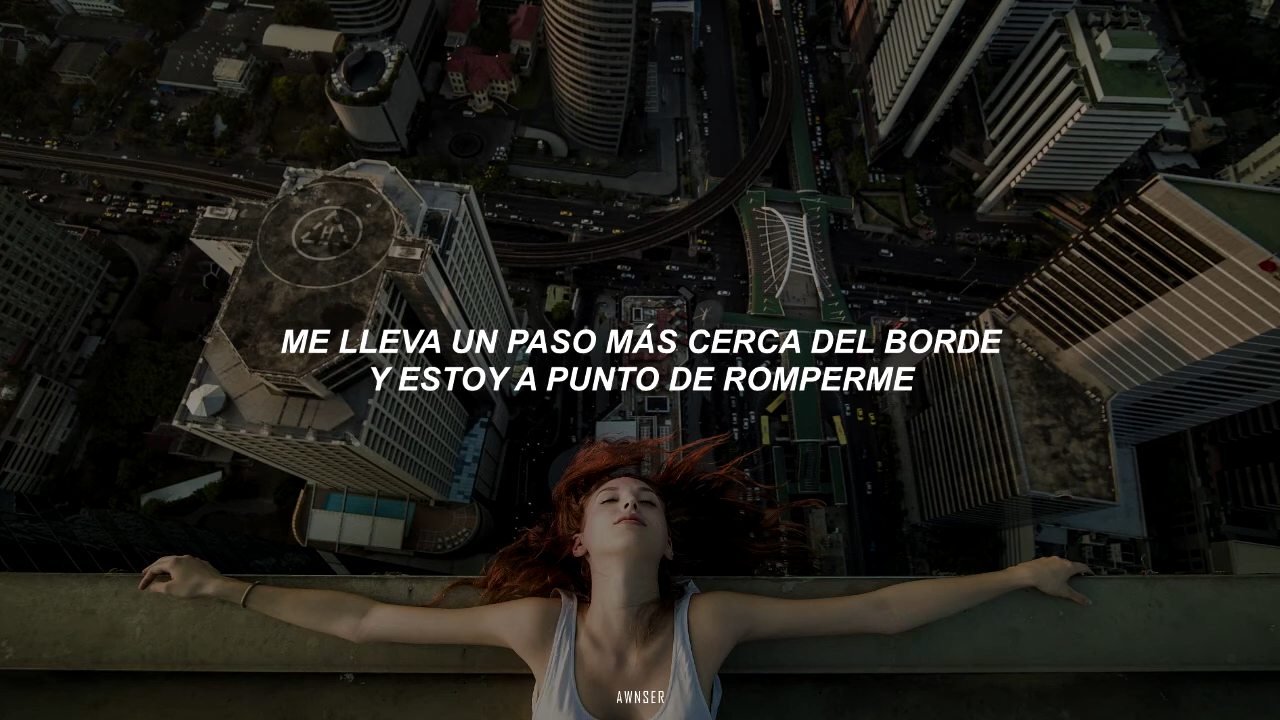 ME LLEVA UN PASO MÁS CERCA DEL BORDE
Y ESTOY A PUNTO DE ROMPERME
AWNSER